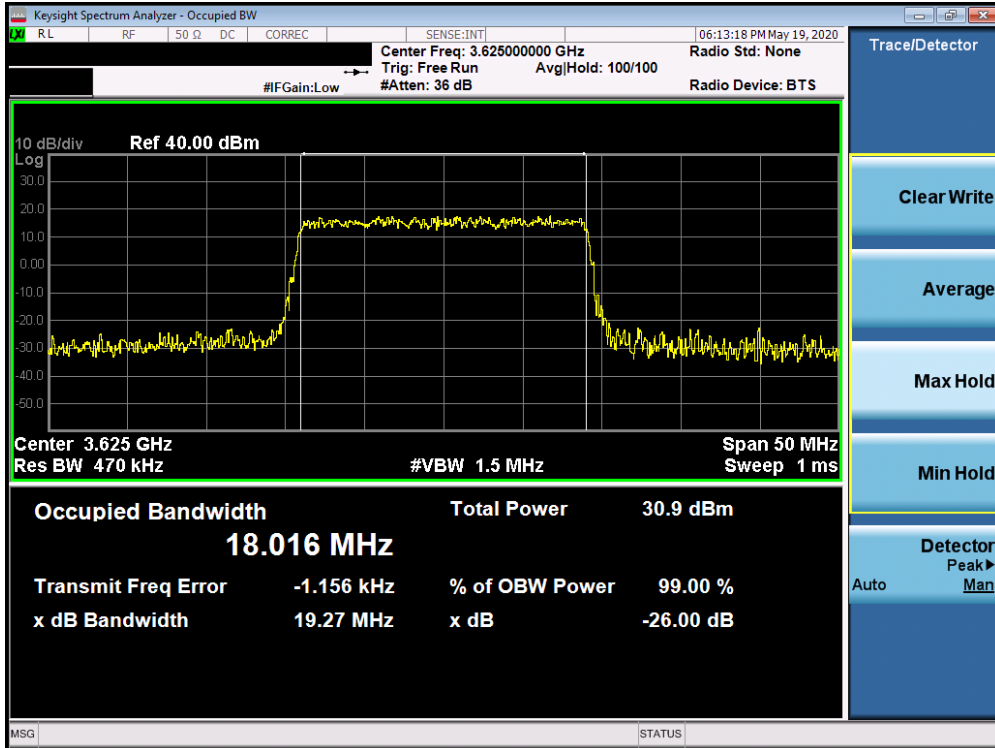 Keysight Spectrum Analyzer - Occupied BW
LXI RL RF 50 Ω DC CORREC SENSE:INT 06:13:18 PM May 19, 2020
Center Freq: 3.625000000 GHz Radio Std: None
Trig: Free Run Avg|Hold: 100/100
#IFGain:Low #Atten: 36 dB Radio Device: BTS
10 dB/div Ref 40.00 dBm
Log
30.0
20.0
10.0
0.00
-10.0
-20.0
-30.0
-40.0
-50.0
Center 3.625 GHz Span 50 MHz
Res BW 470 kHz #VBW 1.5 MHz Sweep 1 ms
Occupied Bandwidth Total Power 30.9 dBm
18.016 MHz
Transmit Freq Error -1.156 kHz % of OBW Power 99.00 %
x dB Bandwidth 19.27 MHz x dB -26.00 dB
MSG STATUS
Trace/Detector
Clear Write
Average
Max Hold
Min Hold
Detector
Peak▶
Auto Man